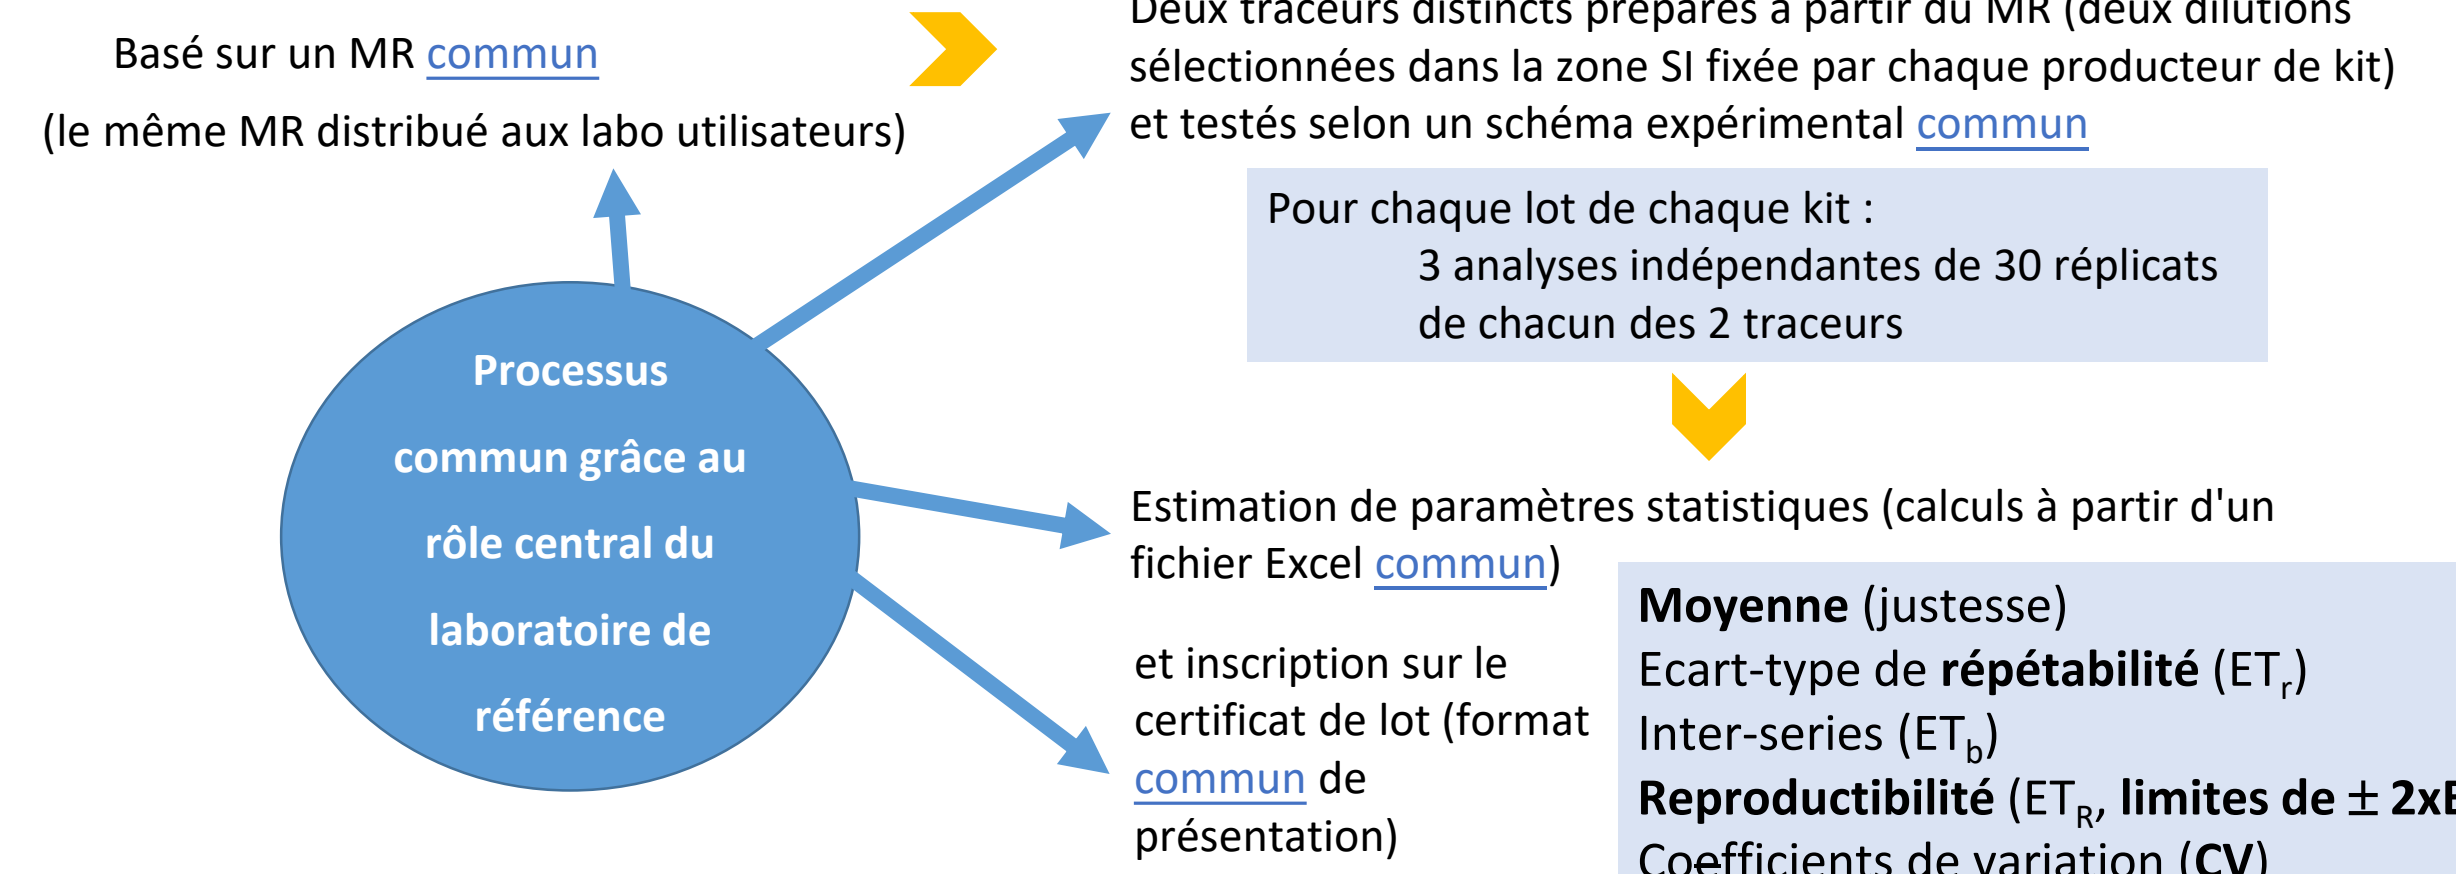 Basé sur un MR commun
(le même MR distribué aux labo utilisateurs)
Deux traceurs distincts préparés à partir du MR (deux dilutions
sélectionnées dans la zone SI fixée par chaque producteur de kit)
et testés selon un schéma expérimental commun
Pour chaque lot de chaque kit :
3 analyses indépendantes de 30 réplicats
de chacun des 2 traceurs
Processus
commun grâce au
rôle central du
laboratoire de
référence
Estimation de paramètres statistiques (calculs à partir d'un
fichier Excel commun)
et inscription sur le
certificat de lot (format
commun de
présentation)
Moyenne (justesse)
Ecart-type de répétabilité (ETr)
Inter-series (ETb)
Reproductibilité (ETR, limites de ± 2x
Coefficients de variation (CV)